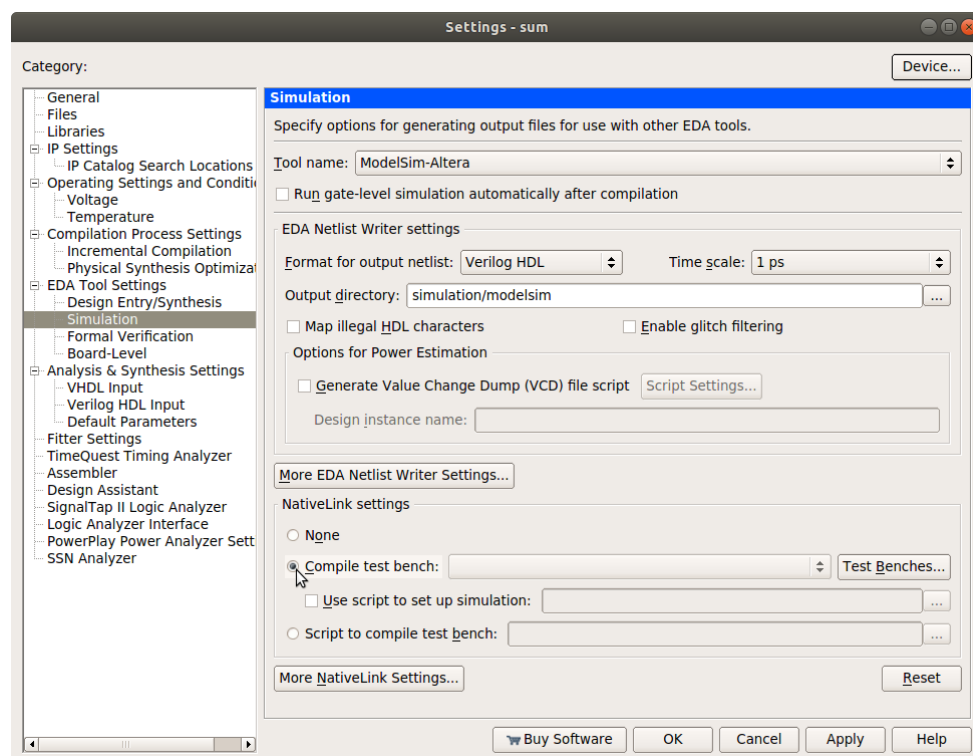 Settings - sum
Category:
Device...
General
Files
Libraries
IP Settings
IP Catalog Search Locations
Operating Settings and Conditi
Voltage
Temperature
Compilation Process Settings
Incremental Compilation
Physical Synthesis Optimizat
EDA Tool Settings
Design Entry/Synthesis
Simulation
Formal Verification
Board-Level
Analysis & Synthesis Settings
VHDL Input
Verilog HDL Input
Default Parameters
Fitter Settings
TimeQuest Timing Analyzer
Assembler
Design Assistant
SignalTap II Logic Analyzer
Logic Analyzer Interface
PowerPlay Power Analyzer Sett
SSN Analyzer
Simulation
Specify options for generating output files for use with other EDA tools.
Tool name: ModelSim-Altera
Run gate-level simulation automatically after compilation
EDA Netlist Writer settings
Format for output netlist: Verilog HDL Time scale: 1 ps
Output directory: simulation/modelsim ...
Map illegal HDL characters Enable glitch filtering
Options for Power Estimation
Generate Value Change Dump (VCD) file script Script Settings...
Design instance name:
More EDA Netlist Writer Settings...
NativeLink settings
None
Compile test bench: Test Benches...
Use script to set up simulation: ...
Script to compile test bench: ...
More NativeLink Settings... Reset
Buy Software OK Cancel Apply Help